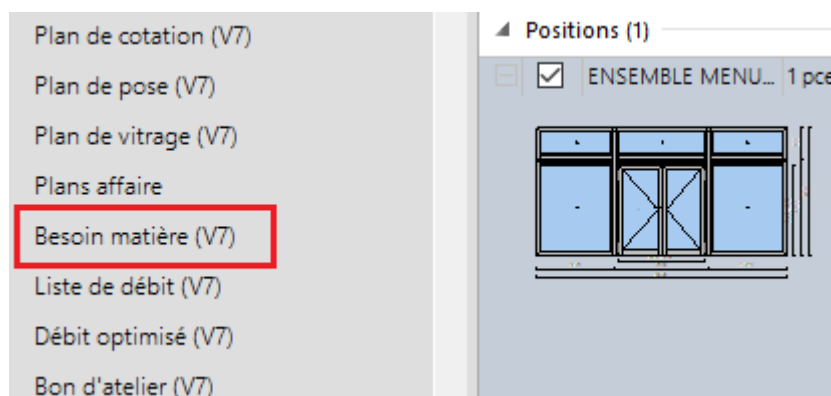 Plan de cotation (V7)
Plan de pose (V7)
Plan de vitrage (V7)
Plans affaire
Besoin matière (V7)
Liste de débit (V7)
Débit optimisé (V7)
Bon d'atelier (V7)
Positions (1)
ENSEMBLE MENU... 1 pce